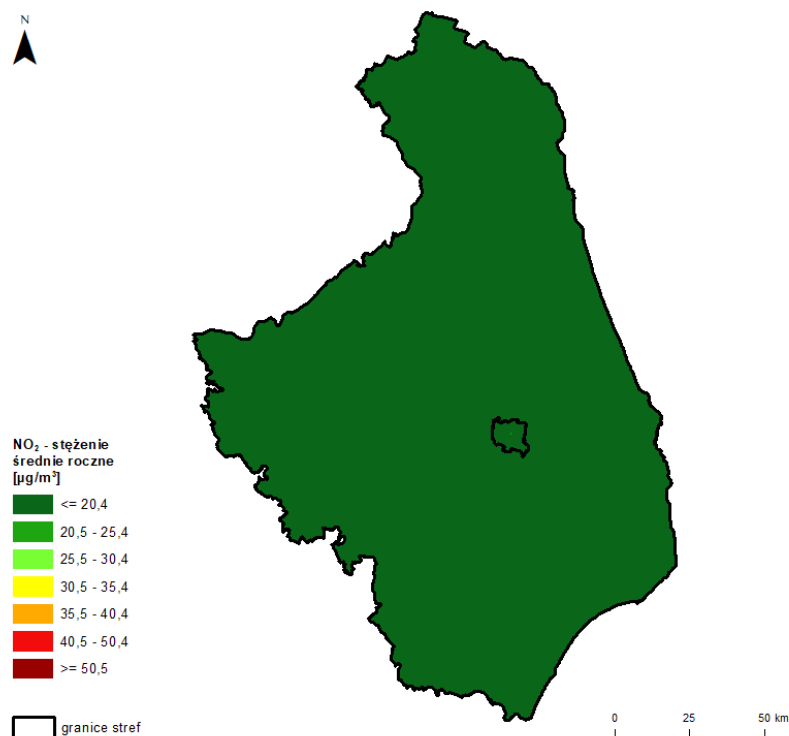 N
NO₂ - stężenie
średnie roczne
[µg/m³]
<= 20,4
20,5 - 25,4
25,5 - 30,4
30,5 - 35,4
35,5 - 40,4
40,5 - 50,4
>= 50,5
granice stref
0 25 50 km